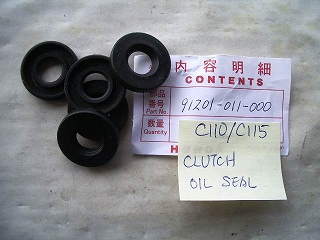 内容明細
CONTENTS
部品
番号
Part No.
91201-011-000
数量
Quantity
C110/C115
CLUTCH
OIL SEAL